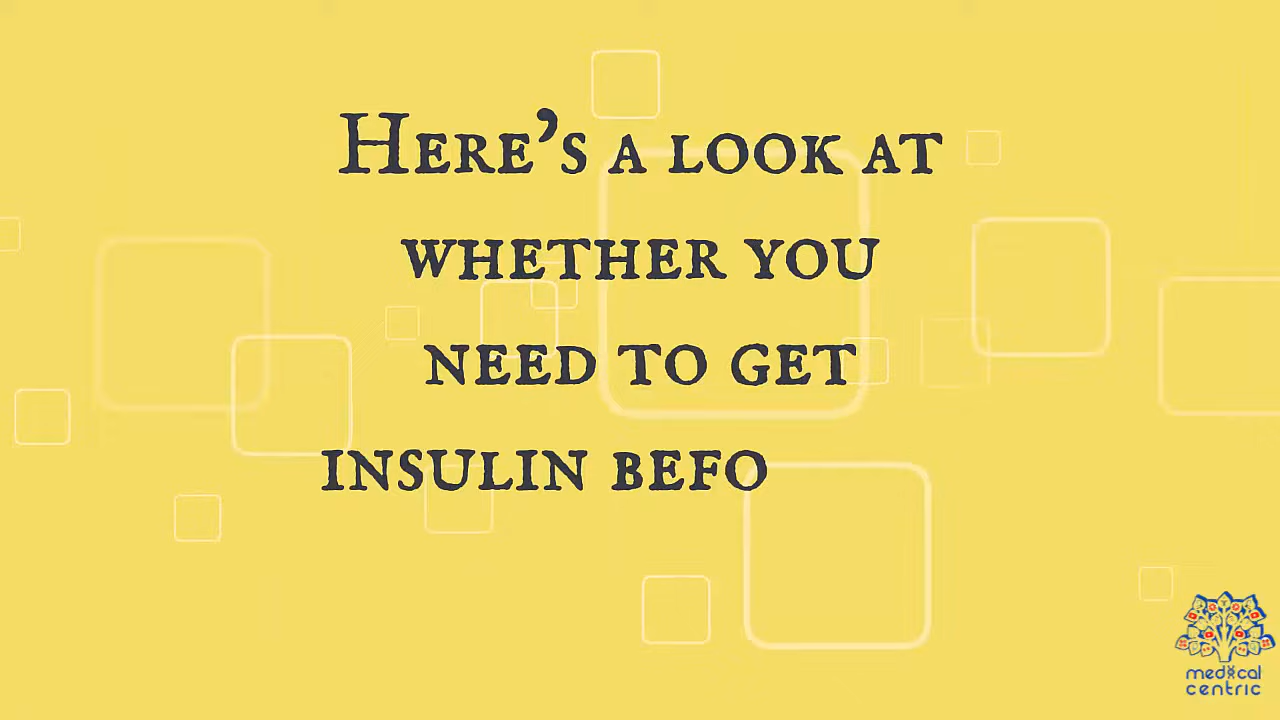 Here's a look at
whether you
need to get
insulin befo
medical
centric